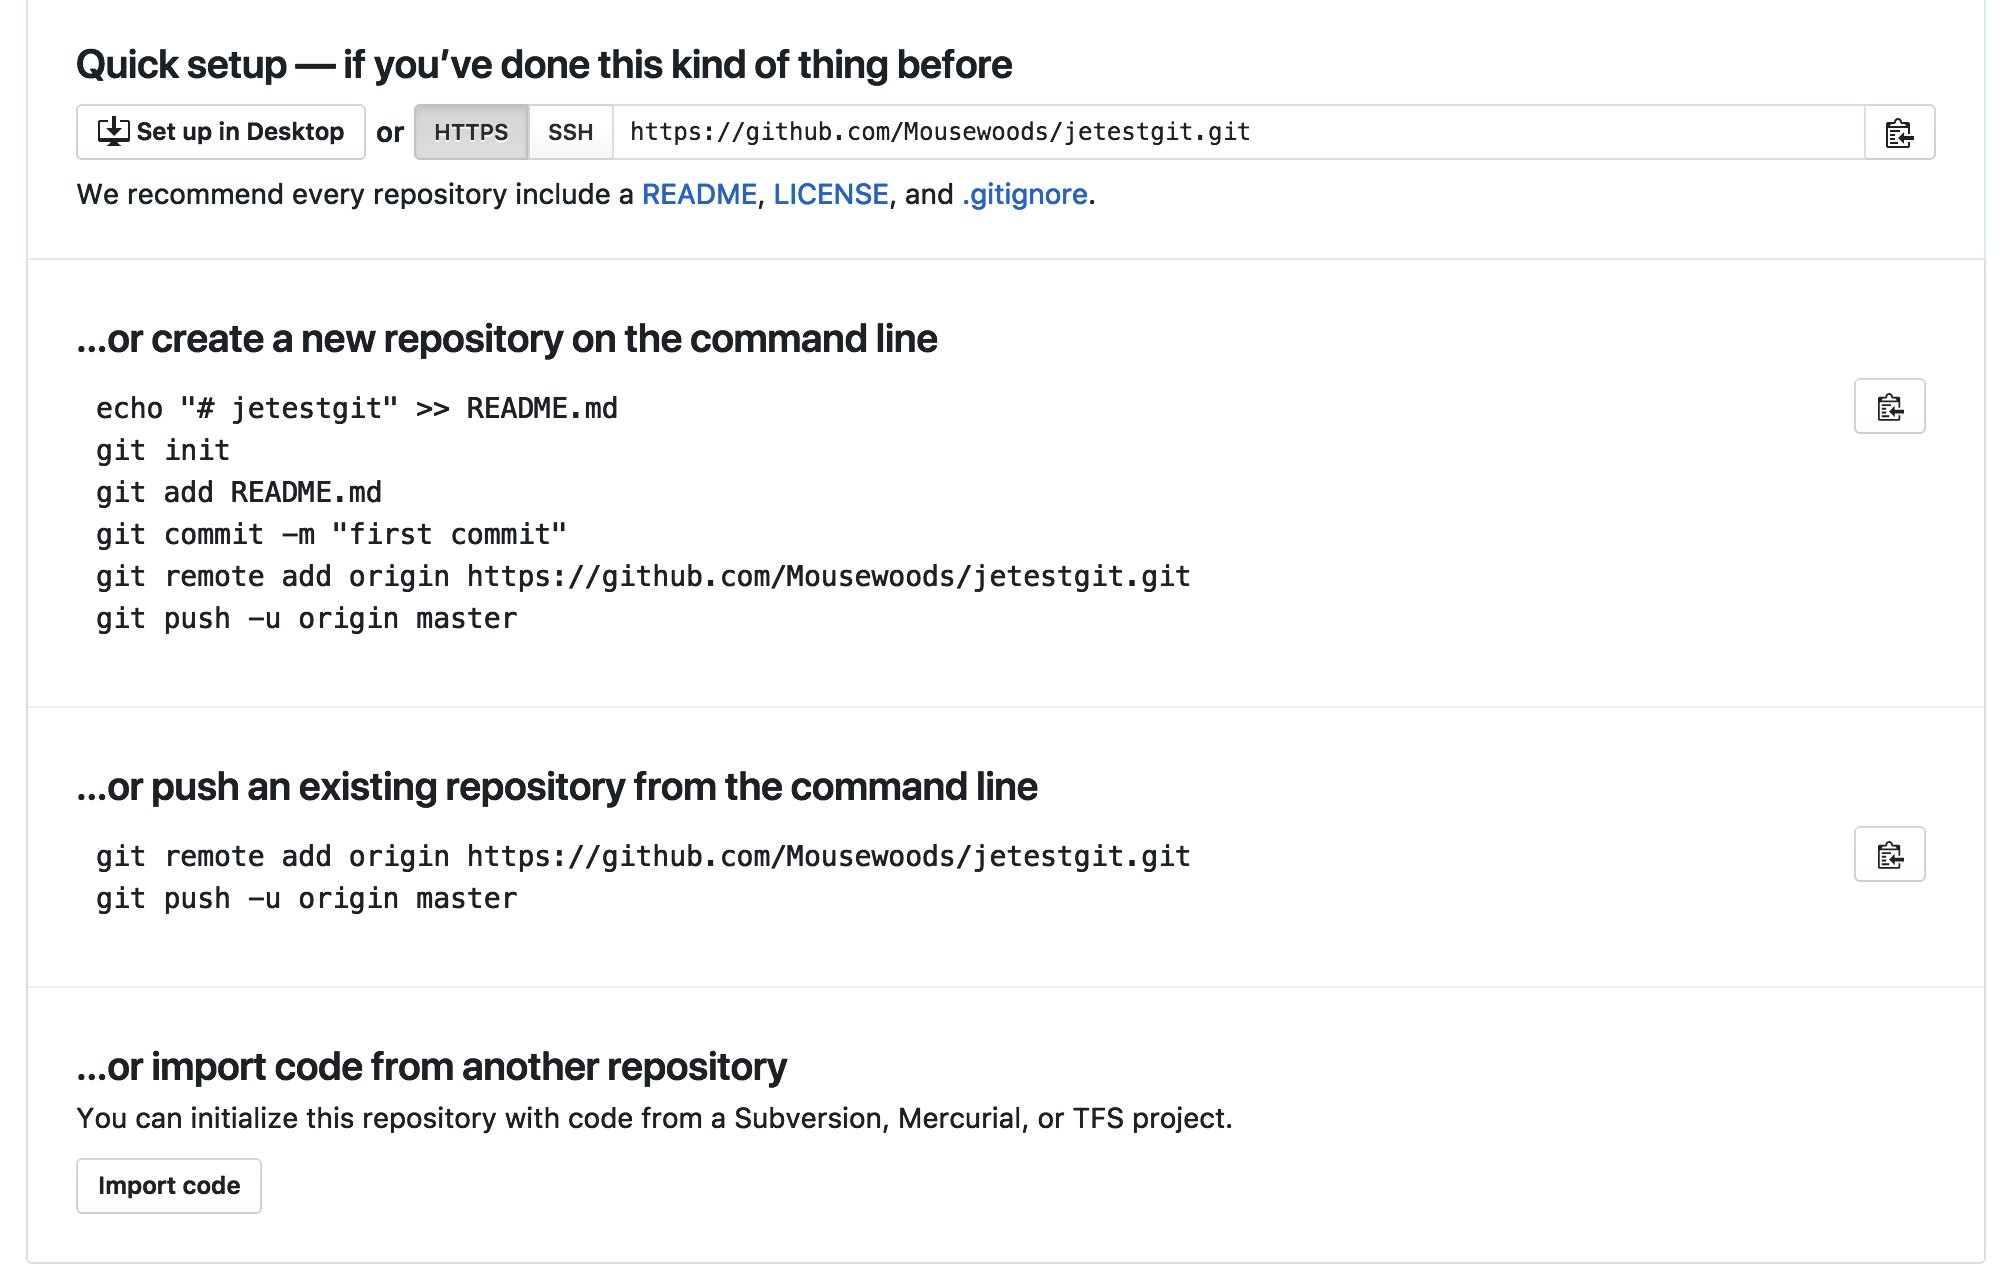 Quick setup — if you’ve done this kind of thing before
Set up in Desktop or HTTPS SSH https://github.com/Mousewoods/jetestgit.git
We recommend every repository include a README, LICENSE, and .gitignore.
…or create a new repository on the command line
echo "# jetestgit" >> README.md
git init
git add README.md
git commit -m "first commit"
git remote add origin https://github.com/Mousewoods/jetestgit.git
git push -u origin master
…or push an existing repository from the command line
git remote add origin https://github.com/Mousewoods/jetestgit.git
git push -u origin master
…or import code from another repository
You can initialize this repository with code from a Subversion, Mercurial, or TFS project.
Import code